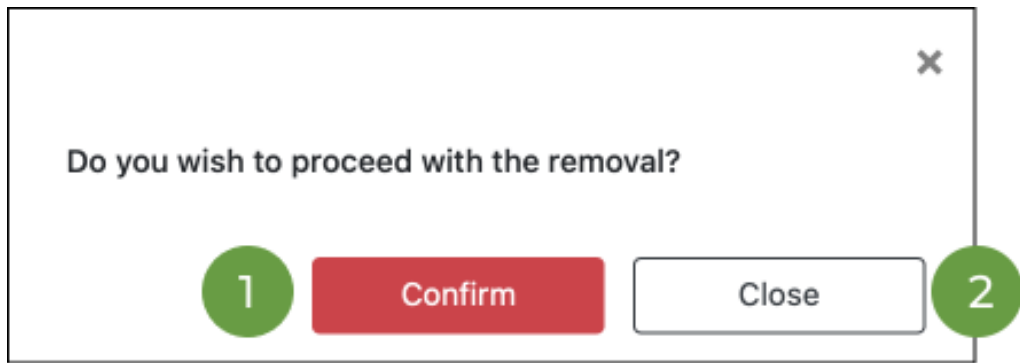 Do you wish to proceed with the removal?
1 Confirm Close 2